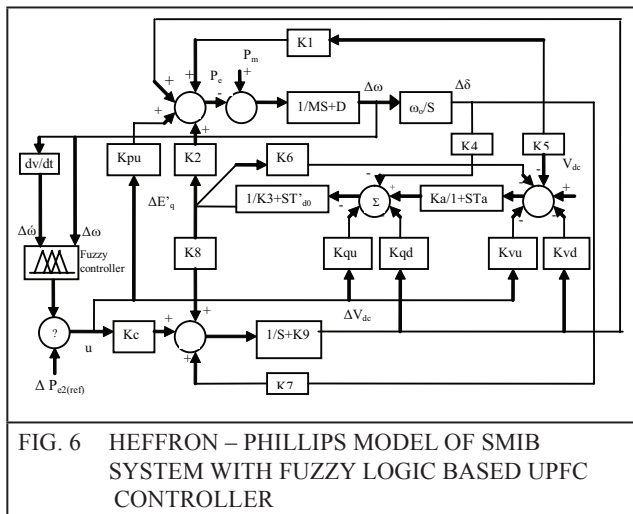 K1
+
+
+
P_e
-
P_m
+
Δω
Δδ
1/MS+D
ω_o/S
+
dv/dt
Kpu
K2
K6
K4
K5
V_dc
-
-
-
+
ΔE'_q
1/K3+ST'_d0
Σ
+
Ka/1+STa
-
-
-
-
Δώ
Δω
Fuzzy
controller
K8
Kqu
Kqd
Kvu
Kvd
ΔV_dc
?
u
Kc
+
+
+
1/S+K9
K7
Δ P_e2(ref)
FIG. 6 HEFFRON – PHILLIPS MODEL OF SMIB
SYSTEM WITH FUZZY LOGIC BASED UPFC
CONTROLLER